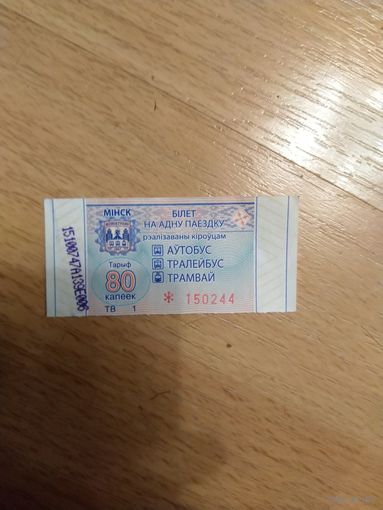 МІНСК
БІЛЕТ
НА АДНУ ПАЕЗДКУ
рэалізаваны кіроўцам
АЎТОБУС
ТРАЛЕЙБУС
ТРАМВАЙ
Тарыф
80
капеек
ТВ 1
* 150244